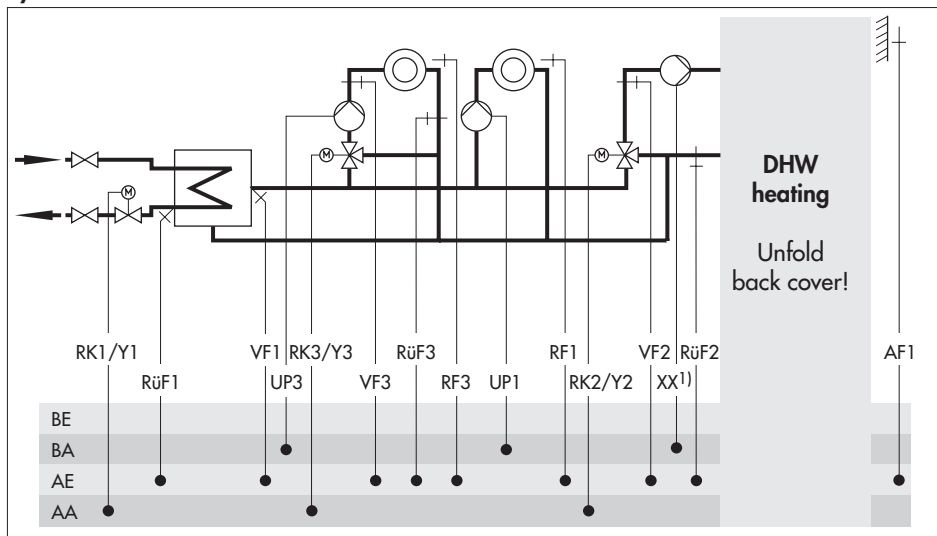 M
M
M
DHW
heating
Unfold
back cover!
RK1/Y1 VF1 RK3/Y3 RüF3 RF1 VF2 RüF2 AF1
RüF1 UP3 VF3 RF3 UP1 RK2/Y2 XX1)
BE
BA
AE
AA